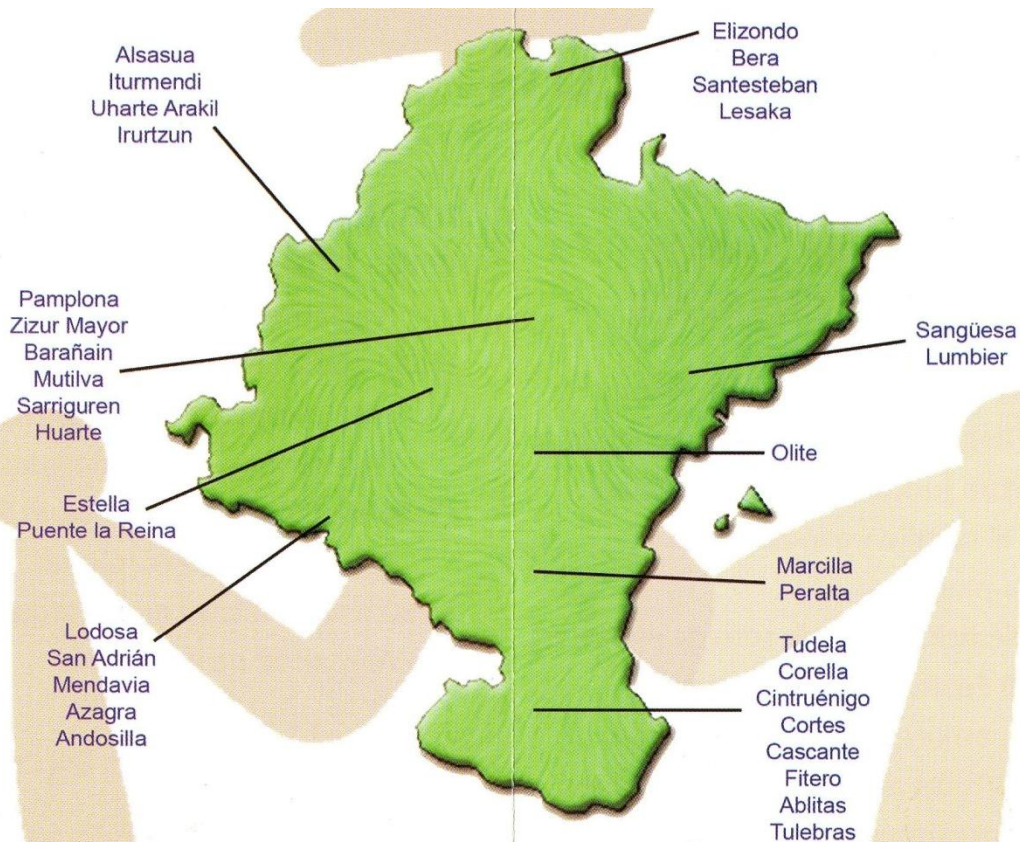 Alsasua
Iturmendi
Uharte Arakil
Irurtzun
Elizondo
Bera
Santesteban
Lesaka
Pamplona
Zizur Mayor
Barañain
Mutilva
Sarriguren
Huarte
Sangüesa
Lumbier
Olite
Estella
Puente la Reina
Marcilla
Peralta
Lodosa
San Adrián
Mendavia
Azagra
Andosilla
Tudela
Corella
Cintruénigo
Cortes
Cascante
Fitero
Ablitas
Tulebras